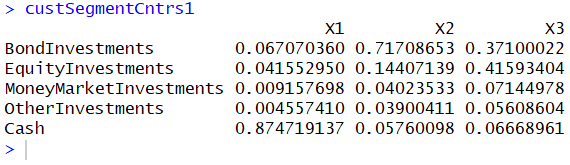 > custSegmentCntrs1
X1 X2 X3
BondInvestments 0.067070360 0.71708653 0.37100022
EquityInvestments 0.041552950 0.14407139 0.41593404
MoneyMarketInvestments 0.009157698 0.04023533 0.07144978
OtherInvestments 0.004557410 0.03900411 0.05608604
Cash 0.874719137 0.05760098 0.06668961
>